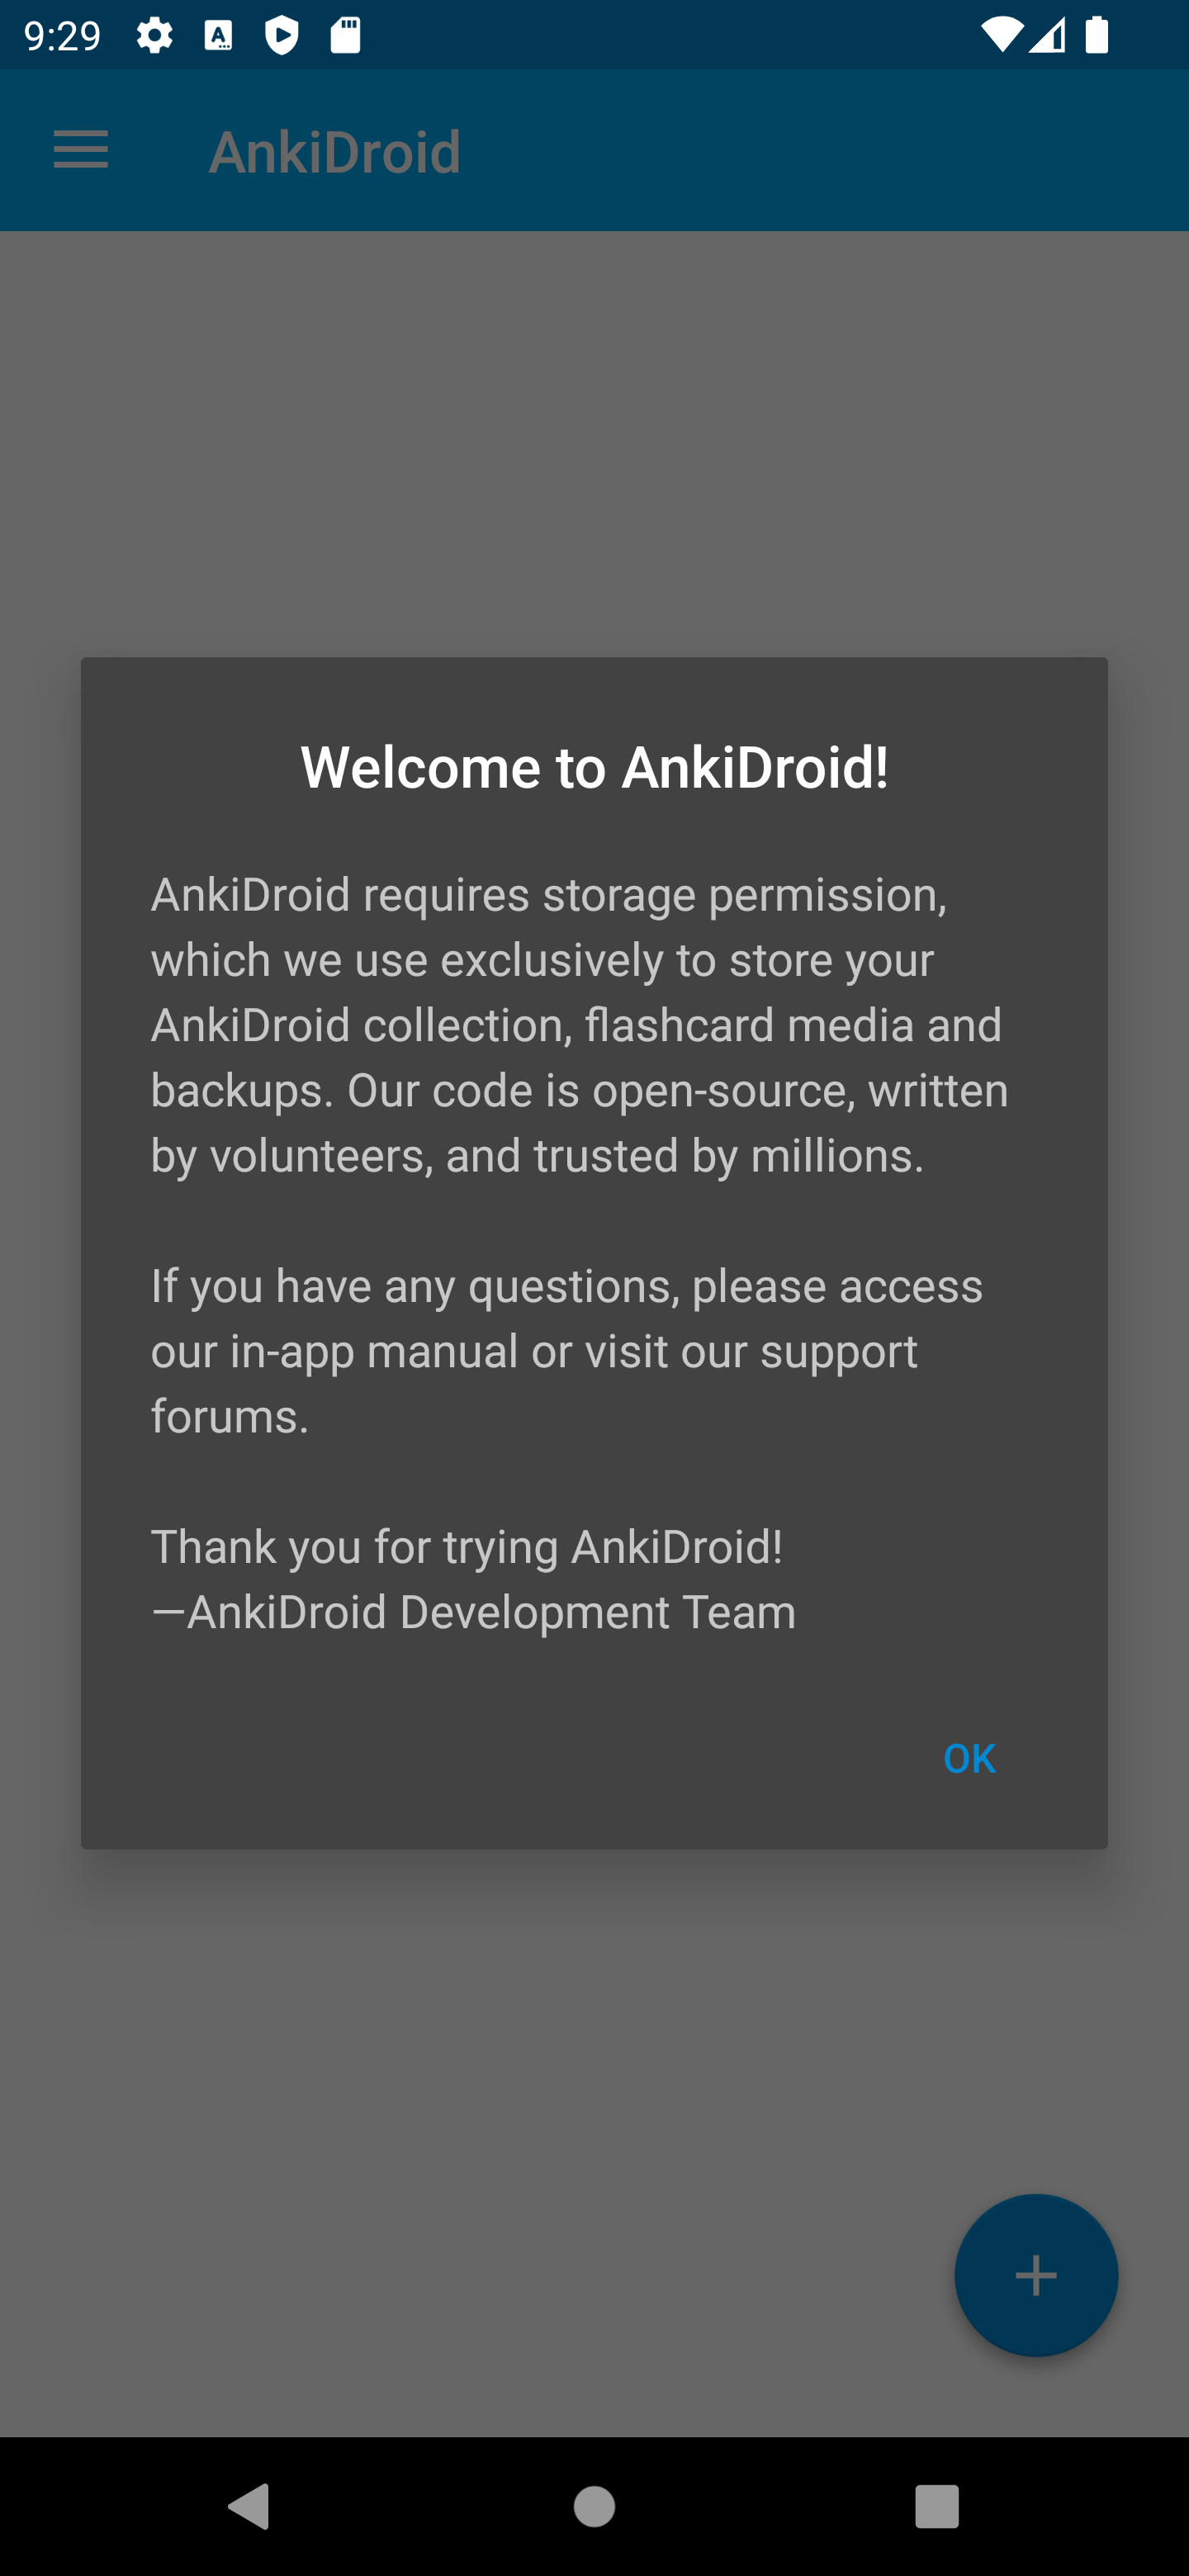 9:29
AnkiDroid
Welcome to AnkiDroid!
AnkiDroid requires storage permission,
which we use exclusively to store your
AnkiDroid collection, flashcard media and
backups. Our code is open-source, written
by volunteers, and trusted by millions.
If you have any questions, please access
our in-app manual or visit our support
forums.
Thank you for trying AnkiDroid!
—AnkiDroid Development Team
OK